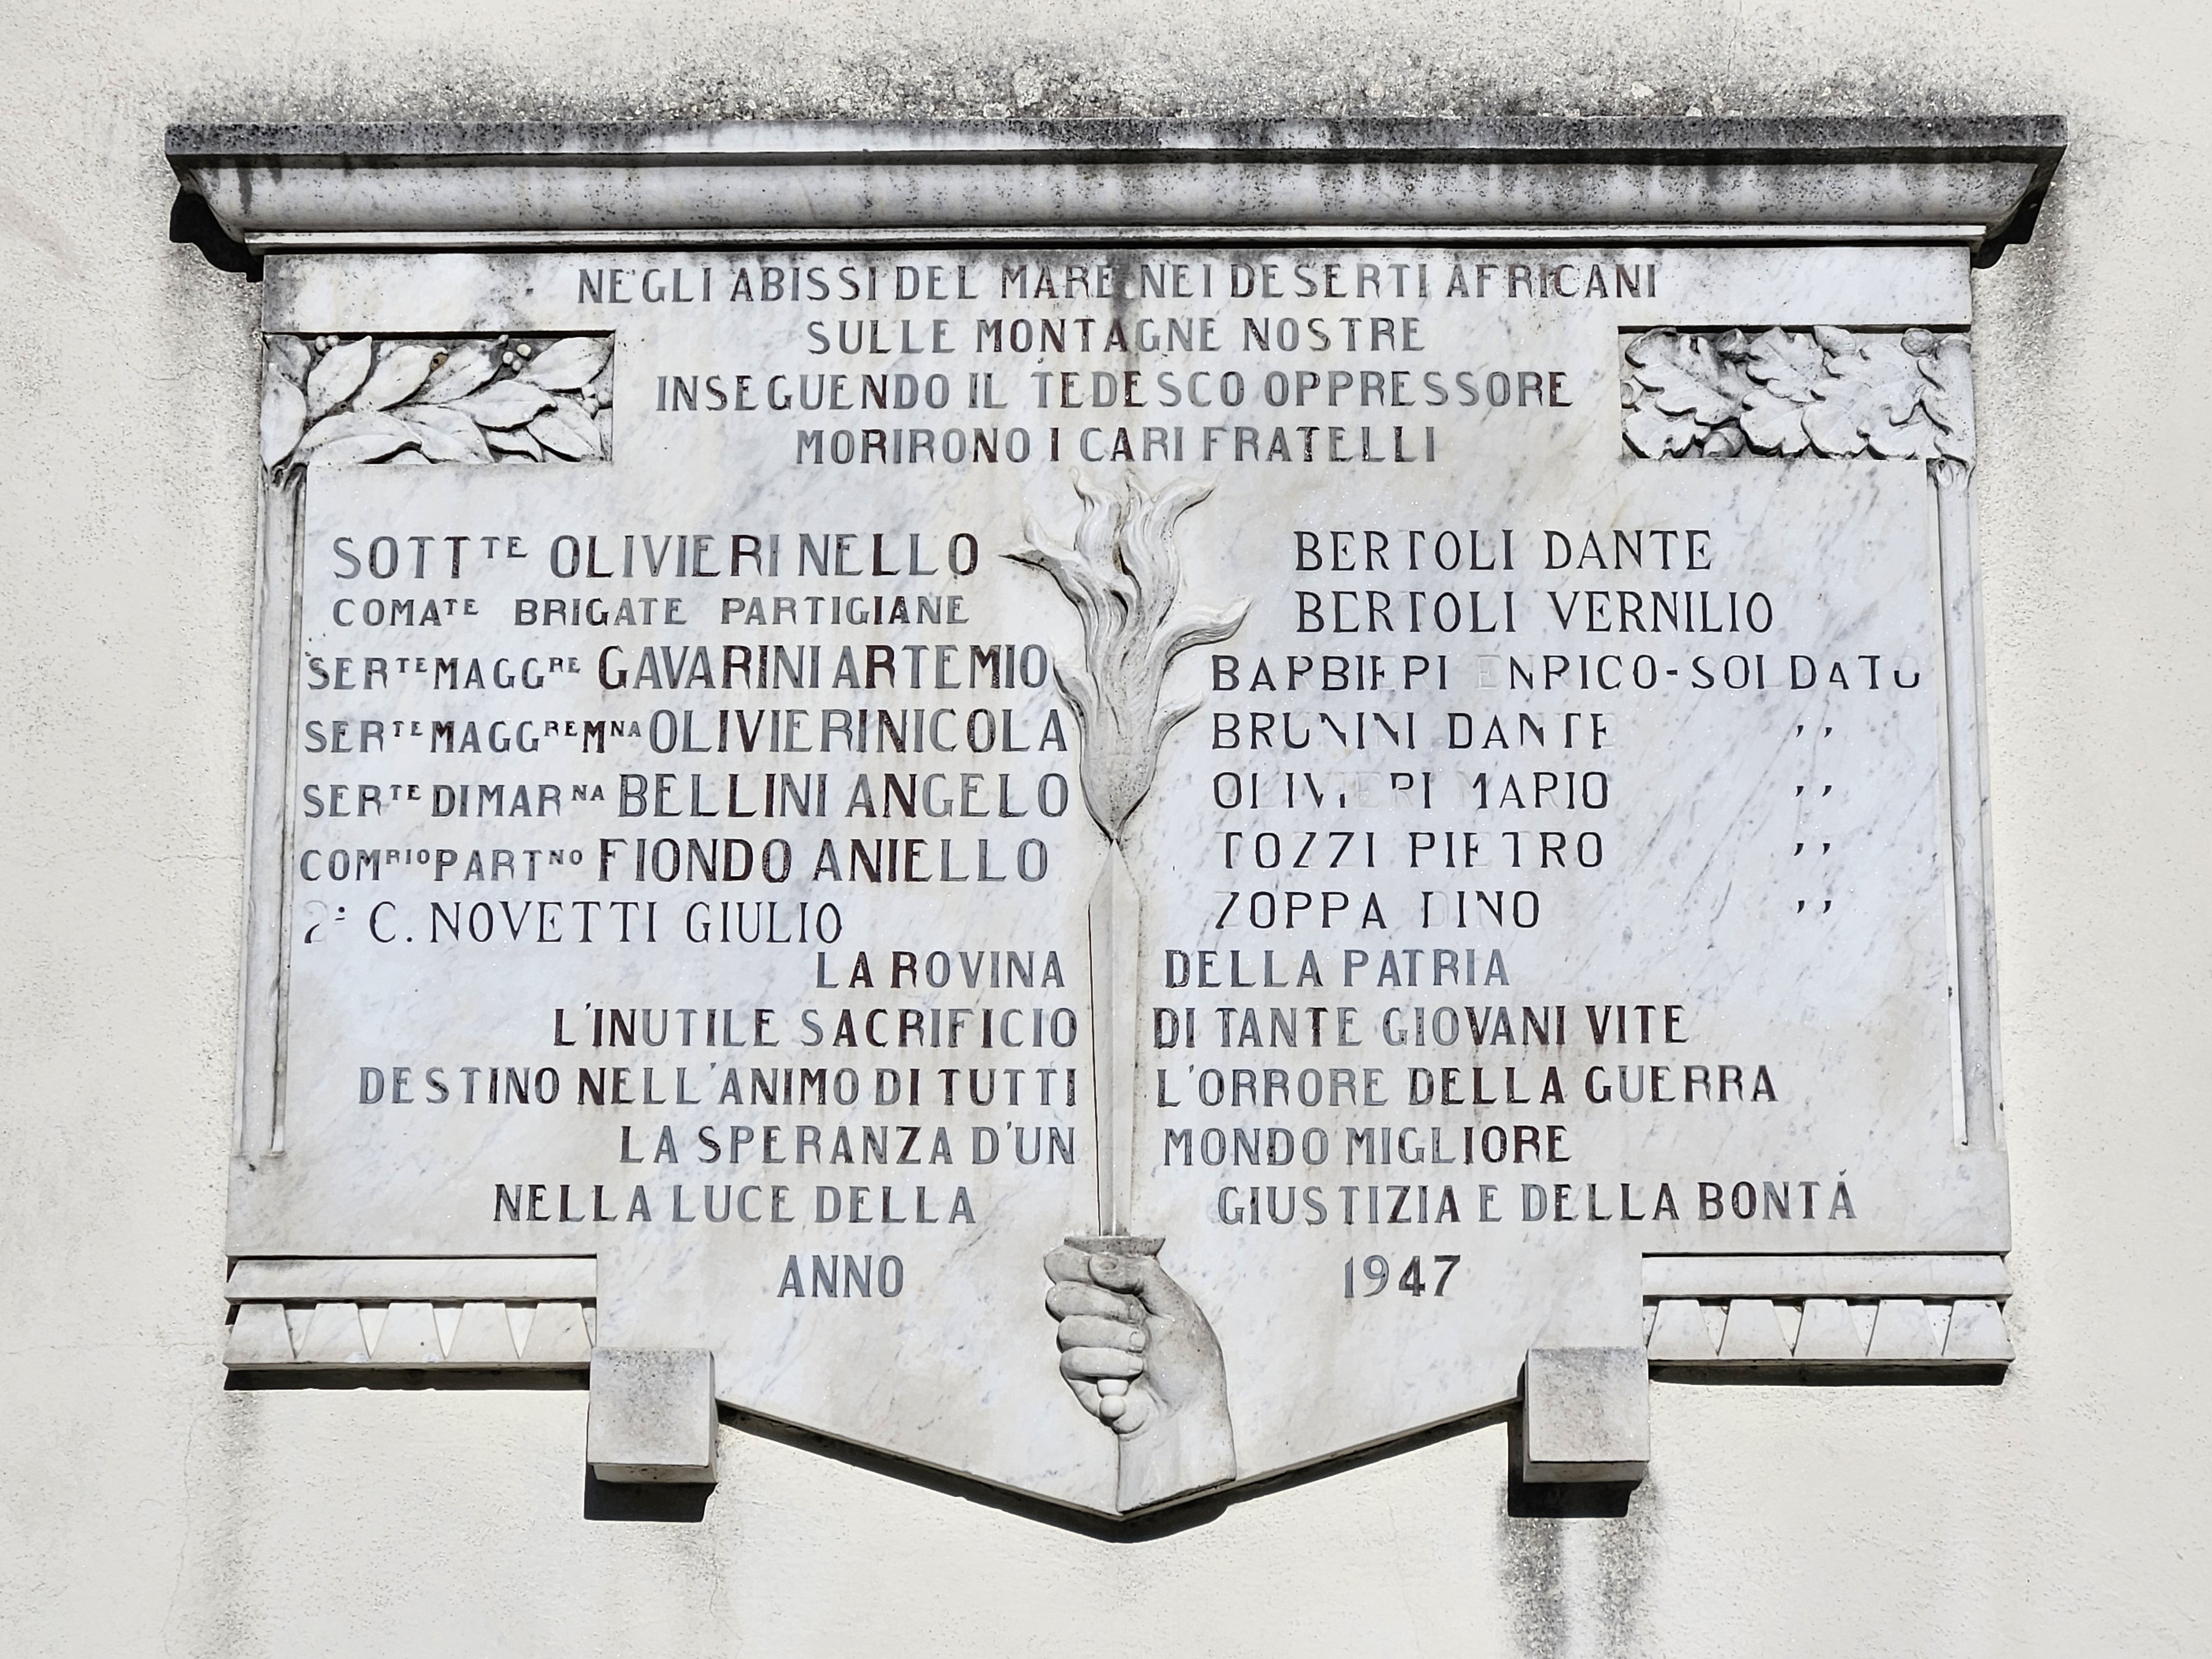 NEGLI ABISSI DEL MARE NEI DESERTI AFRICANI
SULLE MONTAGNE NOSTRE
INSEGUENDO IL TEDESCO OPPRESSORE
MORIRONO I CARI FRATELLI
SOTTTE OLIVIERI NELLO
COMATE BRIGATE PARTIGIANE
SERTE MAGGRE GAVARINI ARTEMIO
SERTE MAGGRE MNA OLIVIERI NICOLA
SERTE DI MARNA BELLINI ANGELO
COMRIO PARTNO FIONDO ANIELLO
2° C. NOVETTI GIULIO
BERTOLI DANTE
BERTOLI VERNILIO
BARBIERI ENRICO - SOLDATO
BRUNINI DANTE ,,
OLIVIERI MARIO ,,
TOZZI PIETRO ,,
ZOPPA DINO ,,
LA ROVINA DELLA PATRIA
L'INUTILE SACRIFICIO DI TANTE GIOVANI VITE
DESTINO NELL'ANIMO DI TUTTI L'ORRORE DELLA GUERRA
LA SPERANZA D'UN MONDO MIGLIORE
NELLA LUCE DELLA GIUSTIZIA E DELLA BONTÁ
ANNO 1947